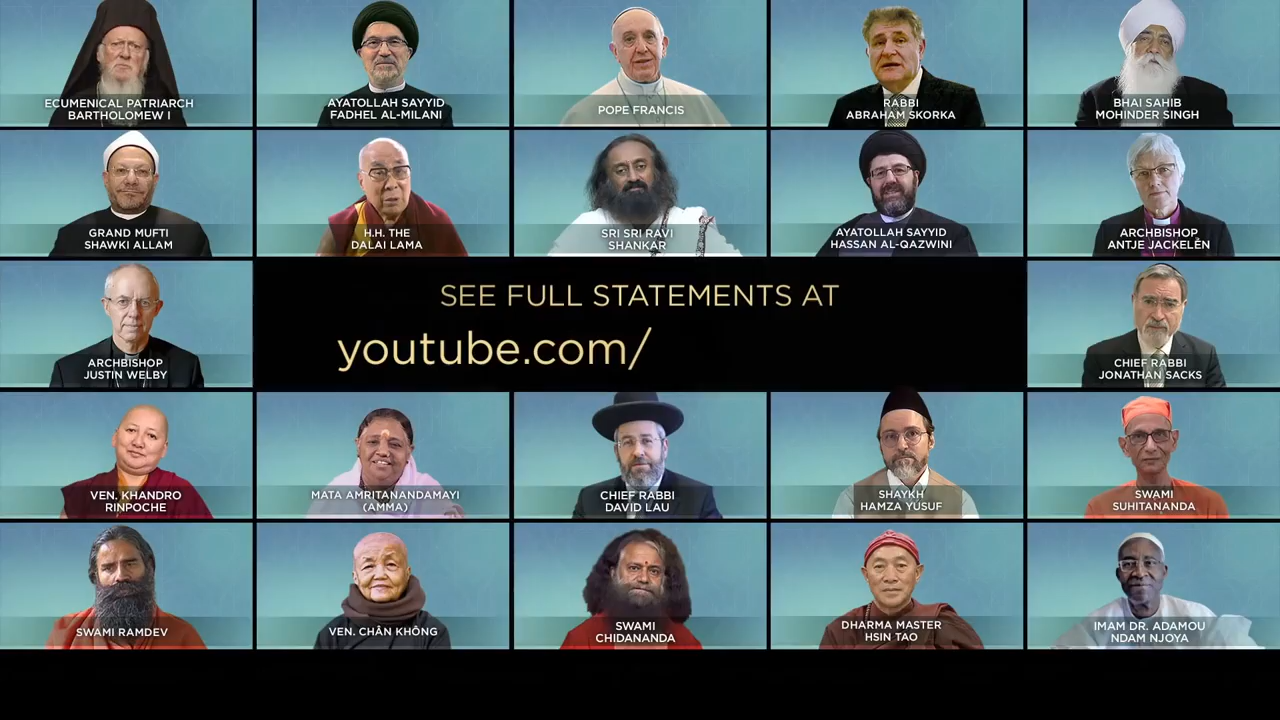 ECUMENICAL PATRIARCH
BARTHOLOMEW I
AYATOLLAH SAYYID
FADHEL AL-MILANI
POPE FRANCIS
RABBI
ABRAHAM SKORKA
BHAI SAHIB
MOHINDER SINGH
GRAND MUFTI
SHAWKI ALLAM
H.H. THE
DALAI LAMA
SRI SRI RAVI
SHANKAR
AYATOLLAH SAYYID
HASSAN AL-QAZWINI
ARCHBISHOP
ANTJE JACKELÉN
ARCHBISHOP
JUSTIN WELBY
SEE FULL STATEMENTS AT
youtube.com/
CHIEF RABBI
JONATHAN SACKS
VEN. KHANDRO
RINPOCHE
MATA AMRITANANDAMAYI
(AMMA)
CHIEF RABBI
DAVID LAU
SHAYKH
HAMZA YUSUF
SWAMI
SUHITANANDA
SWAMI RAMDEV
VEN. CHÂN KHÔNG
SWAMI
CHIDANANDA
DHARMA MASTER
HSIN TAO
IMAM DR. ADAMOU
NDAM NJOYA